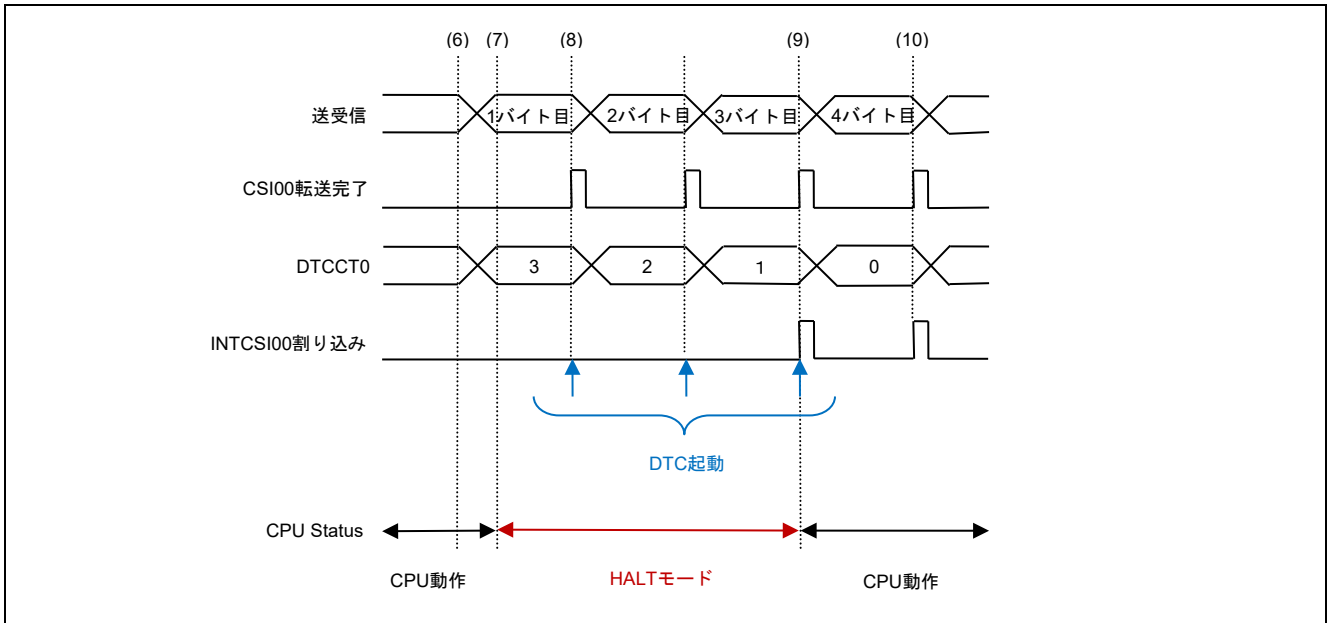 (6) (7) (8) (9) (10)
送受信 1バイト目 2バイト目 3バイト目 4バイト目
CSI00転送完了
DTCCT0 3 2 1 0
INTCSI00割り込み
DTC起動
CPU Status
CPU動作 HALTモード CPU動作